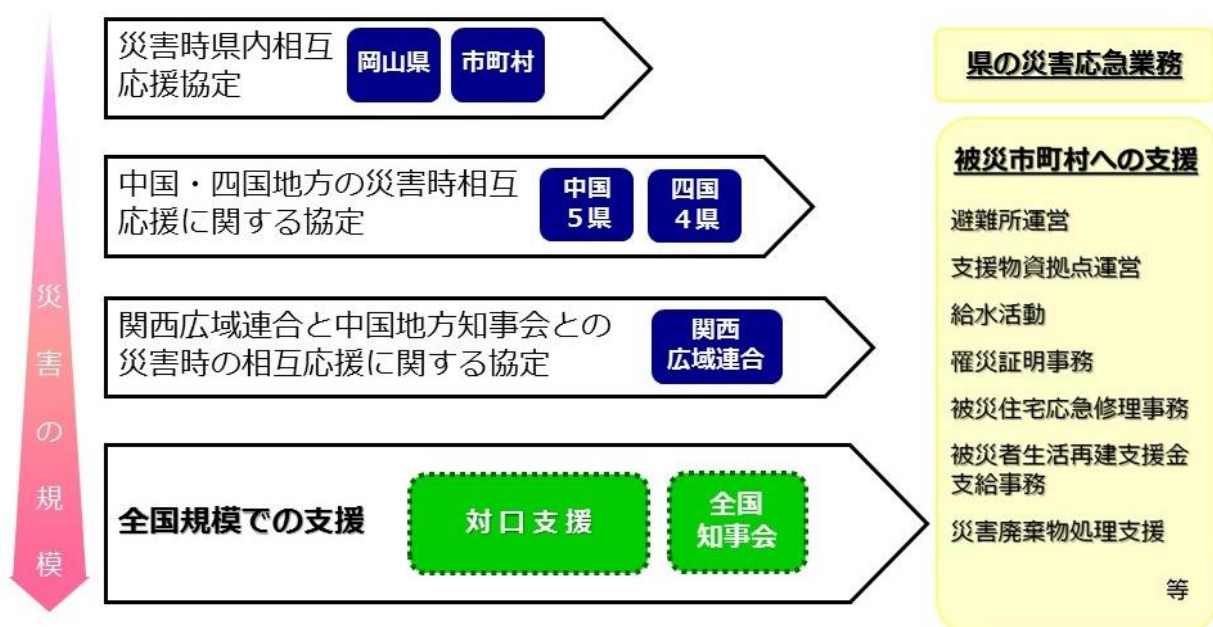 災害の規模
災害時県内相互
応援協定
岡山県
市町村
中国・四国地方の災害時相互
応援に関する協定
中国
5県
四国
4県
関西広域連合と中国地方知事会との
災害時の相互応援に関する協定
関西
広域連合
全国規模での支援
対口支援
全国
知事会
県の災害応急業務
被災市町村への支援
避難所運営
支援物資拠点運営
給水活動
罹災証明事務
被災住宅応急修理事務
被災者生活再建支援金
支給事務
災害廃棄物処理支援
等